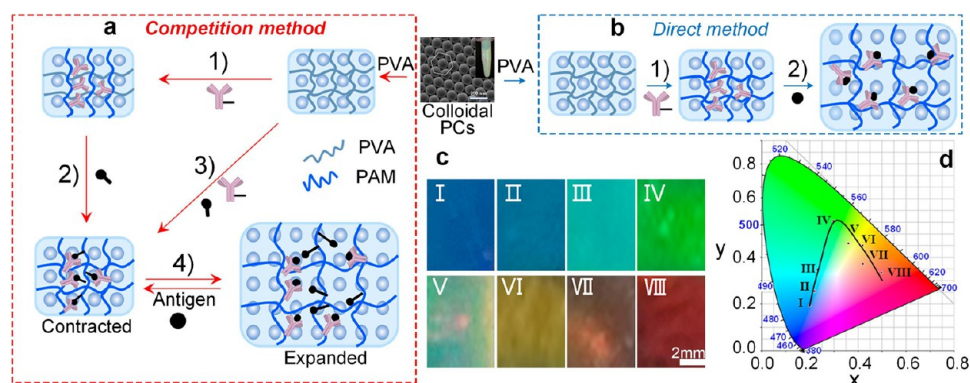 a
Competition method
1)
PVA
2)
3)
PVA
PAM
4)
Antigen
Contracted
Expanded
Colloidal
PCs
PVA
b
Direct method
1)
2)
c
I
II
III
IV
V
VI
VII
VIII
2mm
d
0.8
0.6
0.4
0.2
0.0
y
0.0
0.2
0.4
0.6
0.8
x
520
540
560
500
580
600
620
700
490
480
470
460
380
IV
V
VI
VII
VIII
III
II
I